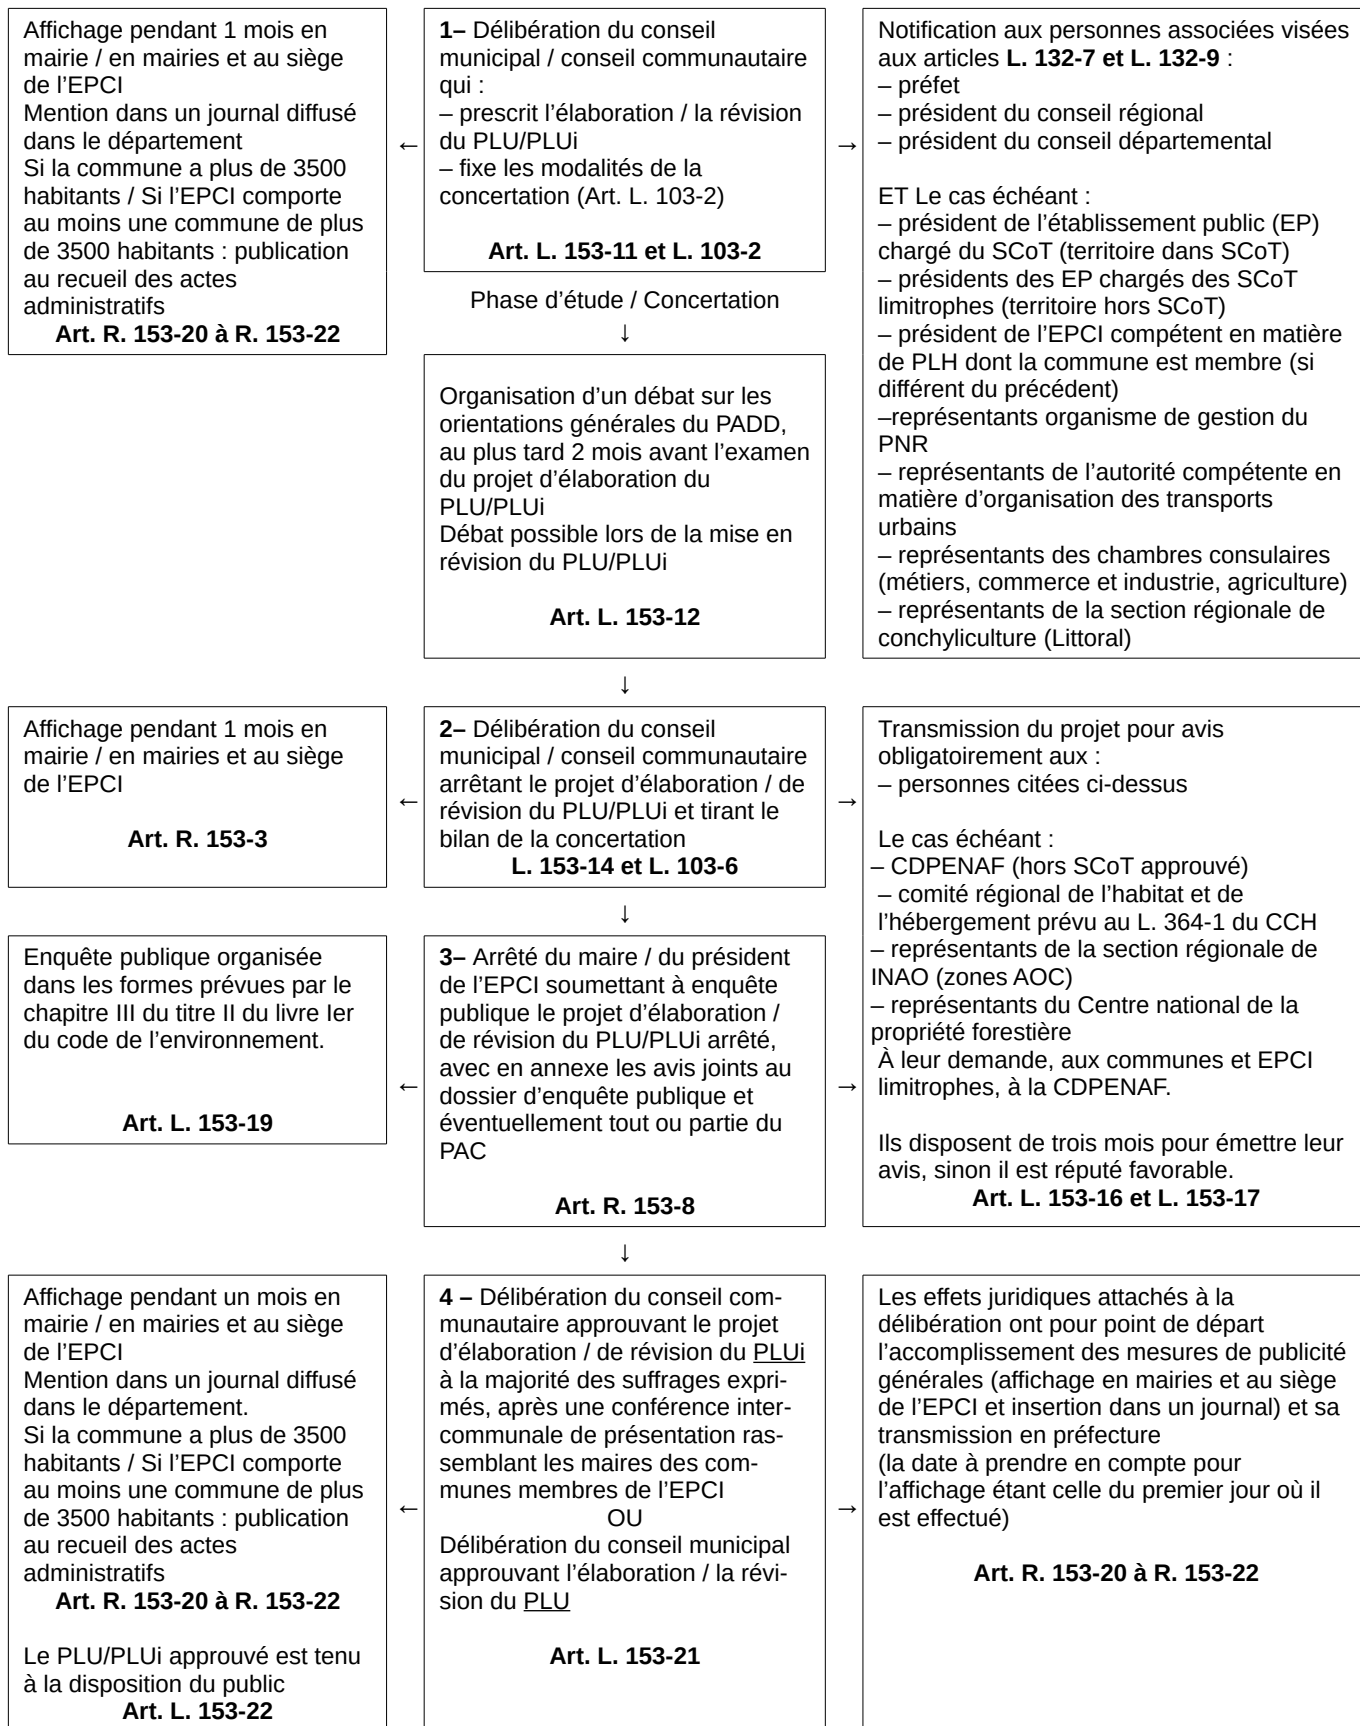 Affichage pendant 1 mois en
mairie / en mairies et au siège
de l’EPCI
Mention dans un journal diffusé
dans le département
Si la commune a plus de 3500
habitants / Si l’EPCI comporte
au moins une commune de plus
de 3500 habitants : publication
au recueil des actes
administratifs
Art. R. 153-20 à R. 153-22
←
1– Délibération du conseil
municipal / conseil communautaire
qui :
– prescrit l’élaboration / la révision
du PLU/PLUi
– fixe les modalités de la
concertation (Art. L. 103-2)
Art. L. 153-11 et L. 103-2
→
Notification aux personnes associées visées
aux articles L. 132-7 et L. 132-9 :
– préfet
– président du conseil régional
– président du conseil départemental
ET Le cas échéant :
– président de l’établissement public (EP)
chargé du SCoT (territoire dans SCoT)
– présidents des EP chargés des SCoT
limitrophes (territoire hors SCoT)
– président de l’EPCI compétent en matière
de PLH dont la commune est membre (si
différent du précédent)
–représentants organisme de gestion du
PNR
– représentants de l’autorité compétente en
matière d’organisation des transports
urbains
– représentants des chambres consulaires
(métiers, commerce et industrie, agriculture)
– représentants de la section régionale de
conchyliculture (Littoral)
Phase d’étude / Concertation
↓
Organisation d’un débat sur les
orientations générales du PADD,
au plus tard 2 mois avant l’examen
du projet d’élaboration du
PLU/PLUi
Débat possible lors de la mise en
révision du PLU/PLUi
Art. L. 153-12
↓
Affichage pendant 1 mois en
mairie / en mairies et au siège
de l’EPCI
Art. R. 153-3
←
2– Délibération du conseil
municipal / conseil communautaire
arrêtant le projet d’élaboration / de
révision du PLU/PLUi et tirant le
bilan de la concertation
L. 153-14 et L. 103-6
→
Transmission du projet pour avis
obligatoirement aux :
– personnes citées ci-dessus
Le cas échéant :
– CDPENAF (hors SCoT approuvé)
– comité régional de l’habitat et de
l’hébergement prévu au L. 364-1 du CCH
– représentants de la section régionale de
INAO (zones AOC)
– représentants du Centre national de la
propriété forestière
À leur demande, aux communes et EPCI
limitrophes, à la CDPENAF.
Ils disposent de trois mois pour émettre leur
avis, sinon il est réputé favorable.
Art. L. 153-16 et L. 153-17
↓
Enquête publique organisée
dans les formes prévues par le
chapitre III du titre II du livre Ier
du code de l’environnement.
Art. L. 153-19
←
3– Arrêté du maire / du président
de l’EPCI soumettant à enquête
publique le projet d’élaboration /
de révision du PLU/PLUi arrêté,
avec en annexe les avis joints au
dossier d’enquête publique et
éventuellement tout ou partie du
PAC
Art. R. 153-8
→
↓
Affichage pendant un mois en
mairie / en mairies et au siège
de l’EPCI
Mention dans un journal diffusé
dans le département.
Si la commune a plus de 3500
habitants / Si l’EPCI comporte
au moins une commune de plus
de 3500 habitants : publication
au recueil des actes
administratifs
Art. R. 153-20 à R. 153-22
Le PLU/PLUi approuvé est tenu
à la disposition du public
Art. L. 153-22
←
4 – Délibération du conseil com-
munautaire approuvant le projet
d’élaboration / de révision du PLUi
à la majorité des suffrages expri-
més, après une conférence inter-
communale de présentation ras-
semblant les maires des com-
munes membres de l’EPCI
OU
Délibération du conseil municipal
approuvant l’élaboration / la révi-
sion du PLU
Art. L. 153-21
→
Les effets juridiques attachés à la
délibération ont pour point de départ
l’accomplissement des mesures de publicité
générales (affichage en mairies et au siège
de l’EPCI et insertion dans un journal) et sa
transmission en préfecture
(la date à prendre en compte pour
l’affichage étant celle du premier jour où il
est effectué)
Art. R. 153-20 à R. 153-22